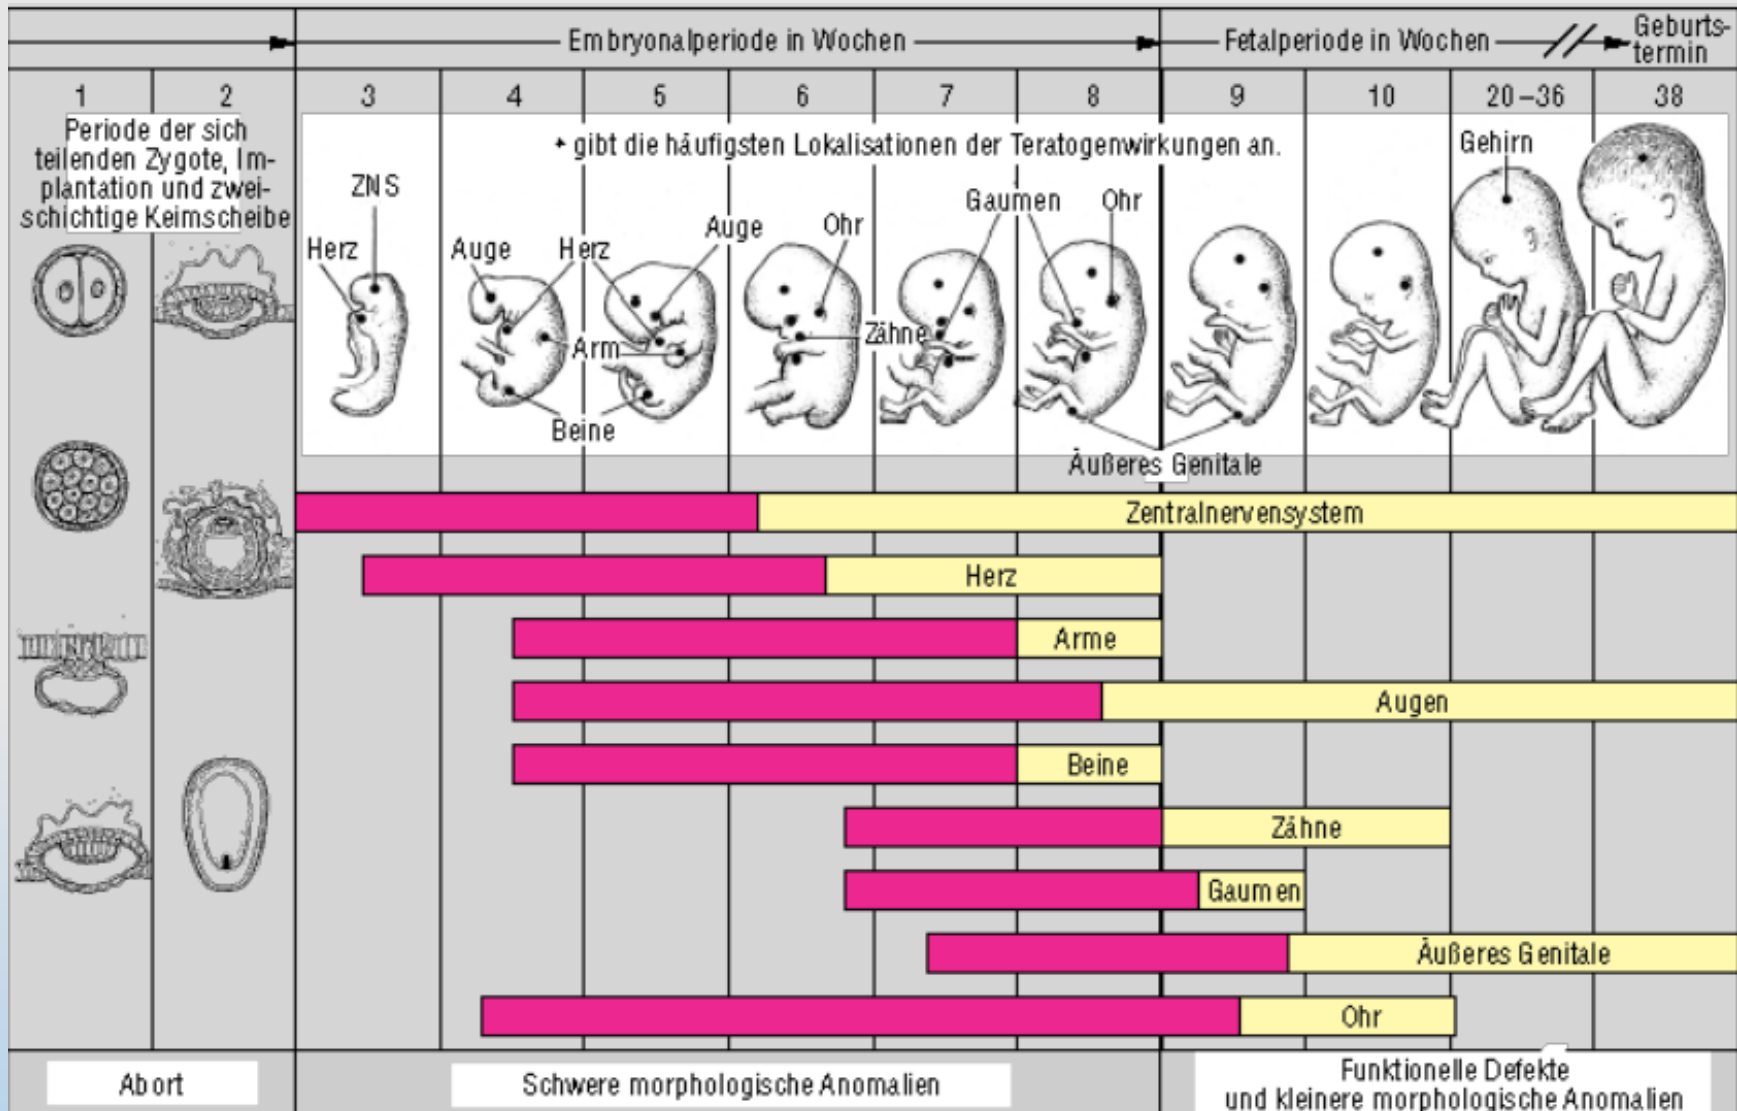 Embryonalperiode in Wochen
Fetalperiode in Wochen
Geburts-
termin
1 2 3 4 5 6 7 8 9 10 20–36 38
Periode der sich
teilenden Zygote, Im-
plantation und zwei-
schichtige Keimscheibe
* gibt die häufigsten Lokalisationen der Teratogenwirkungen an.
Gehirn
ZNS
Gaumen
Ohr
Herz
Auge
Herz
Auge
Ohr
Arm
Zähne
Beine
Äußeres Genitale
Zentralnervensystem
Herz
Arme
Augen
Beine
Zähne
Gaumen
Äußeres Genitale
Ohr
Abort
Schwere morphologische Anomalien
Funktionelle Defekte
und kleinere morphologische Anomalien